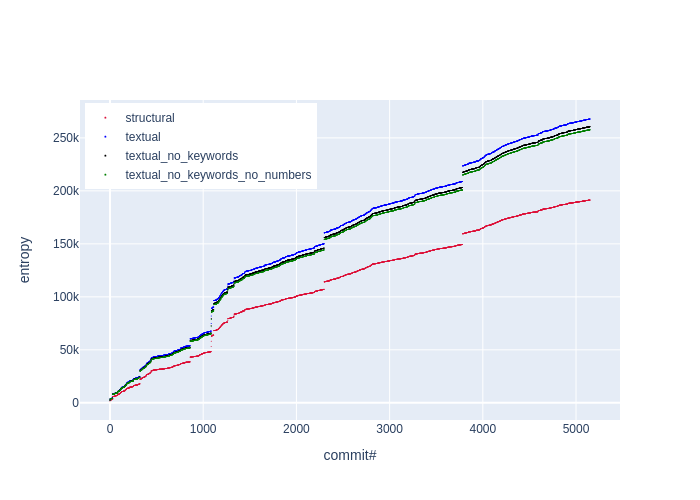 structural
textual
textual_no_keywords
textual_no_keywords_no_numbers
250k
200k
150k
100k
50k
0
entropy
0 1000 2000 3000 4000 5000
commit#